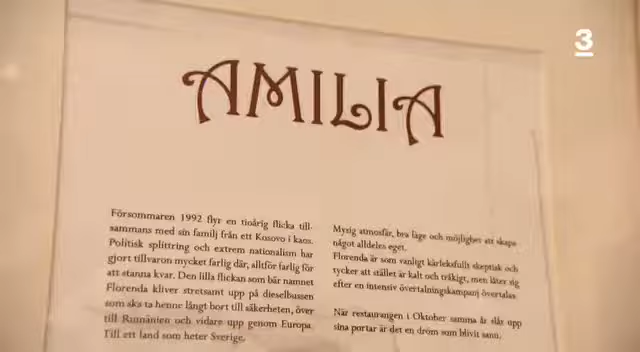 3
AMILIA
Försommaren 1992 flyr en tioårig flicka till-
sammans med sin familj från ett Kosovo i kaos.
Politisk splittring och extrem nationalism har
gjort tillvaron mycket farlig där, alltför farlig för
att stanna kvar. Den lilla flickan som bär namnet
Florenda kliver stretsamt upp på dieselbussen
som ska ta henne långt bort till säkerheten, över
till Rumänien och vidare upp genom Europa.
Till ett land som heter Sverige.
Mysig atmosfär, bra läge och möjlighet att skapa
något alldeles eget.
Florenda är som vanligt kärleksfullt skeptisk och
tycker att stället är kalt och tråkigt, men låter sig
efter en intensiv övertalningskampanj övertalas.
När restaurangen i Oktober samma år slår upp
sina portar är det en dröm som blivit sann.